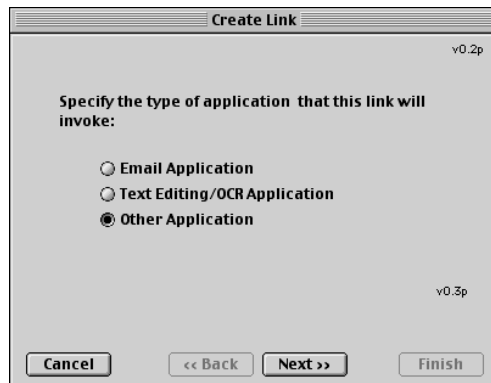 Create Link
v0.2p
Specify the type of application that this link will
invoke:
Email Application
Text Editing/OCR Application
Other Application
v0.3p
Cancel
<< Back
Next >>
Finish